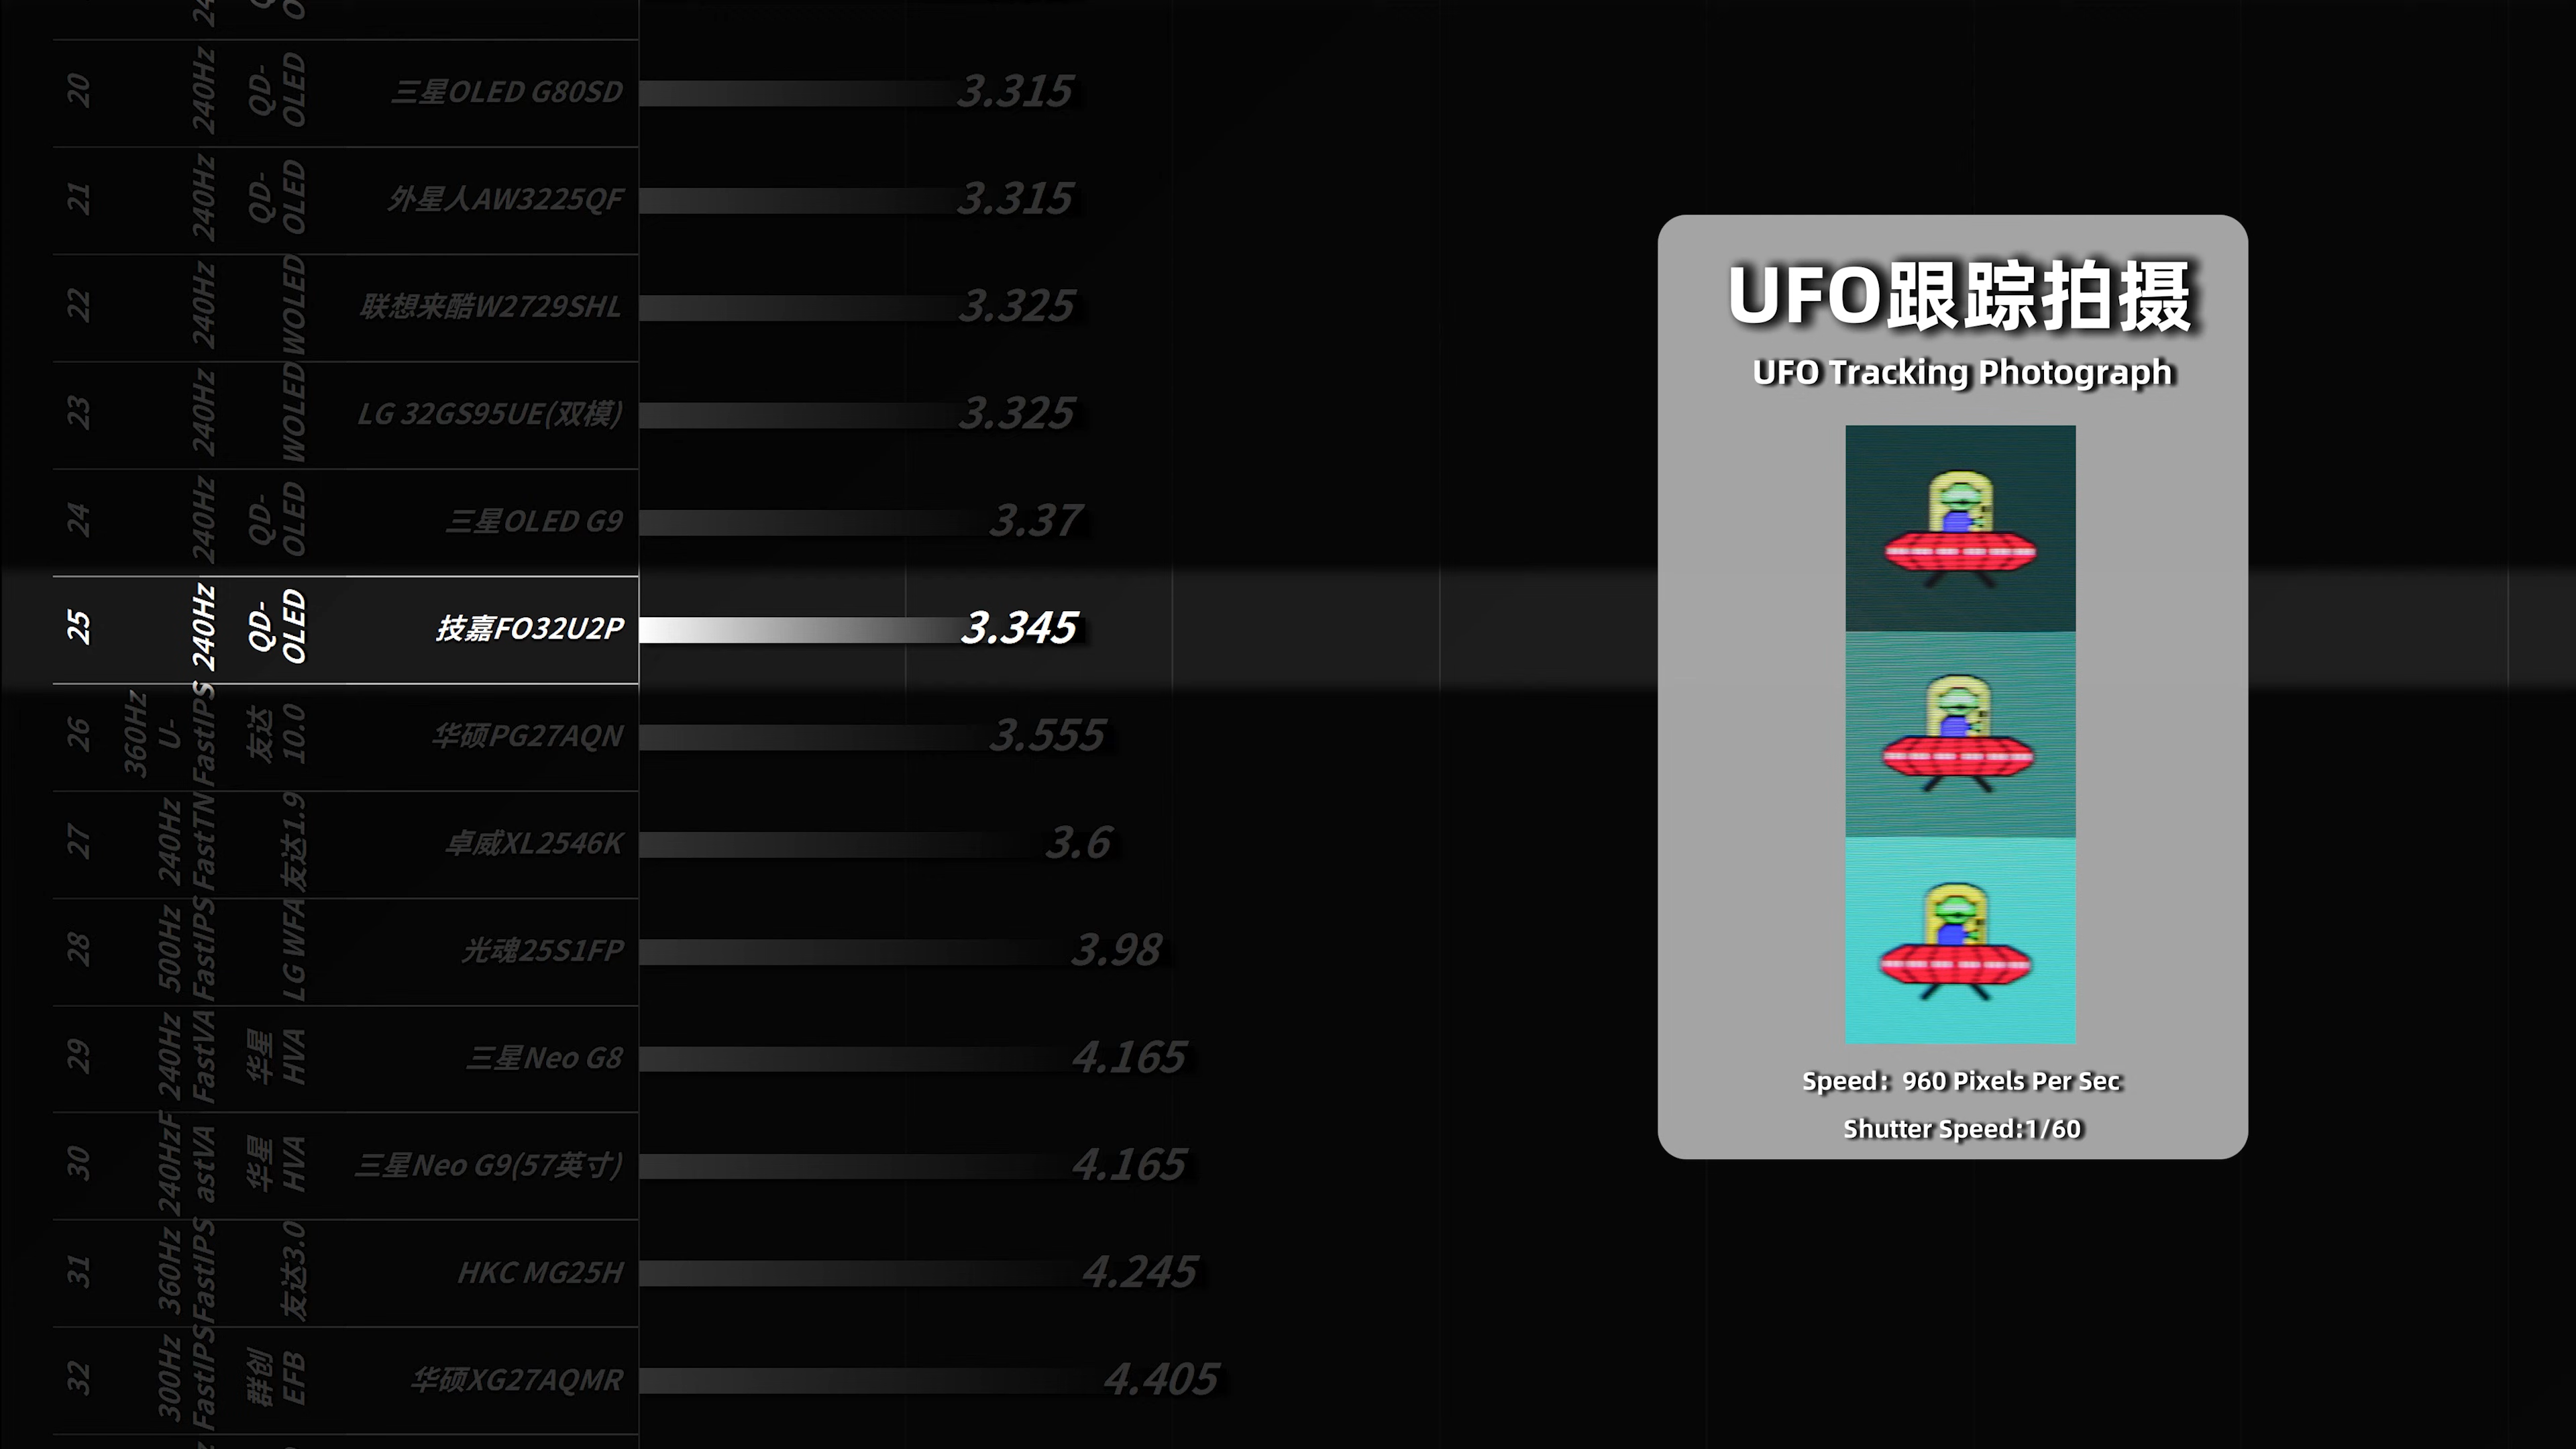 20 240Hz QD-OLED 三星OLED G80SD 3.315
21 240Hz QD-OLED 外星人AW3225QF 3.315
22 240Hz WOLED 联想来酷W2729SHL 3.325
23 240Hz WOLED LG 32GS95UE(双模) 3.325
24 240Hz QD-OLED 三星OLED G9 3.37
25 240Hz QD-OLED 技嘉FO32U2P 3.345
26 360Hz U-FastIPS 友达10.0 华硕PG27AQN 3.555
27 240Hz FastTN 友达1.9 卓威XL2546K 3.6
28 500Hz FastIPS LG WFA 光魂25S1FP 3.98
29 240Hz FastVA 华星HVA 三星Neo G8 4.165
30 240HzFastVA 华星HVA 三星Neo G9(57英寸) 4.165
31 360Hz FastIPS 友达3.0 HKC MG25H 4.245
32 300Hz FastIPS 群创EFB 华硕XG27AQMR 4.405
UFO跟踪拍摄
UFO Tracking Photograph
Speed：960 Pixels Per Sec
Shutter Speed:1/60